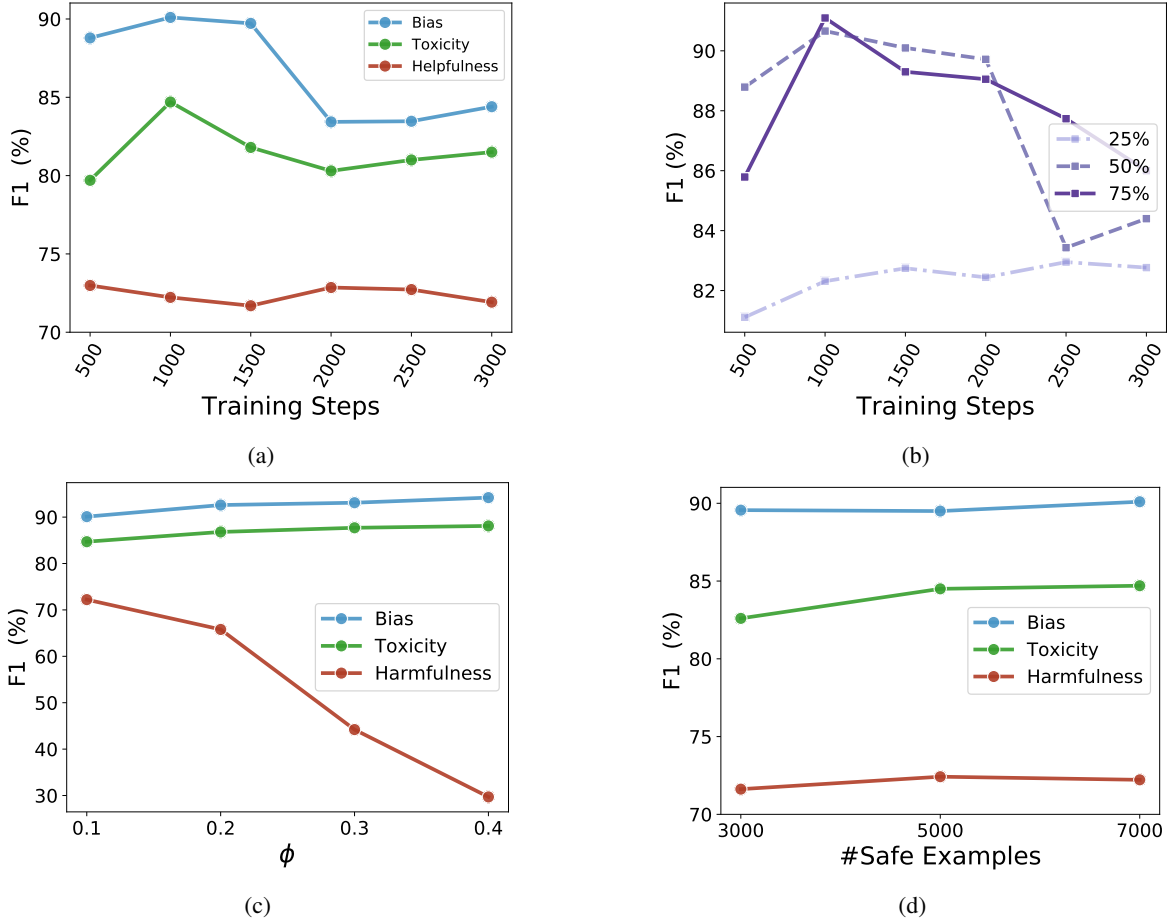 90
85
80
75
70
F1 (%)
500
1000
1500
2000
2500
3000
Training Steps
Bias
Toxicity
Helpfulness
(a)
90
88
86
84
82
F1 (%)
500
1000
1500
2000
2500
3000
Training Steps
25%
50%
75%
(b)
90
80
70
60
50
40
30
F1 (%)
0.1
0.2
0.3
0.4
ϕ
Bias
Toxicity
Harmfulness
(c)
90
85
80
75
70
F1 (%)
3000
5000
7000
#Safe Examples
Bias
Toxicity
Harmfulness
(d)